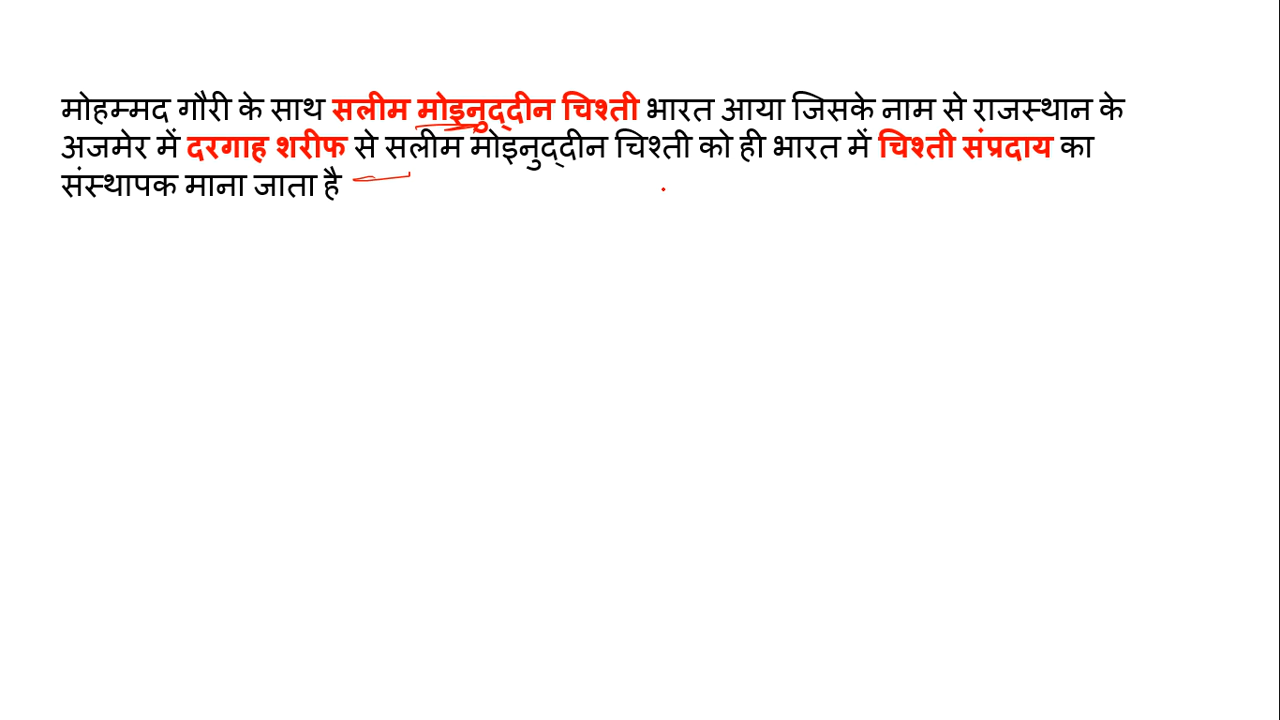 मोहम्मद गौरी के साथ सलीम मोइनुद्दीन चिश्ती भारत आया जिसके नाम से राजस्थान के
अजमेर में दरगाह शरीफ से सलीम मोइनुद्दीन चिश्ती को ही भारत में चिश्ती संप्रदाय का
संस्थापक माना जाता है